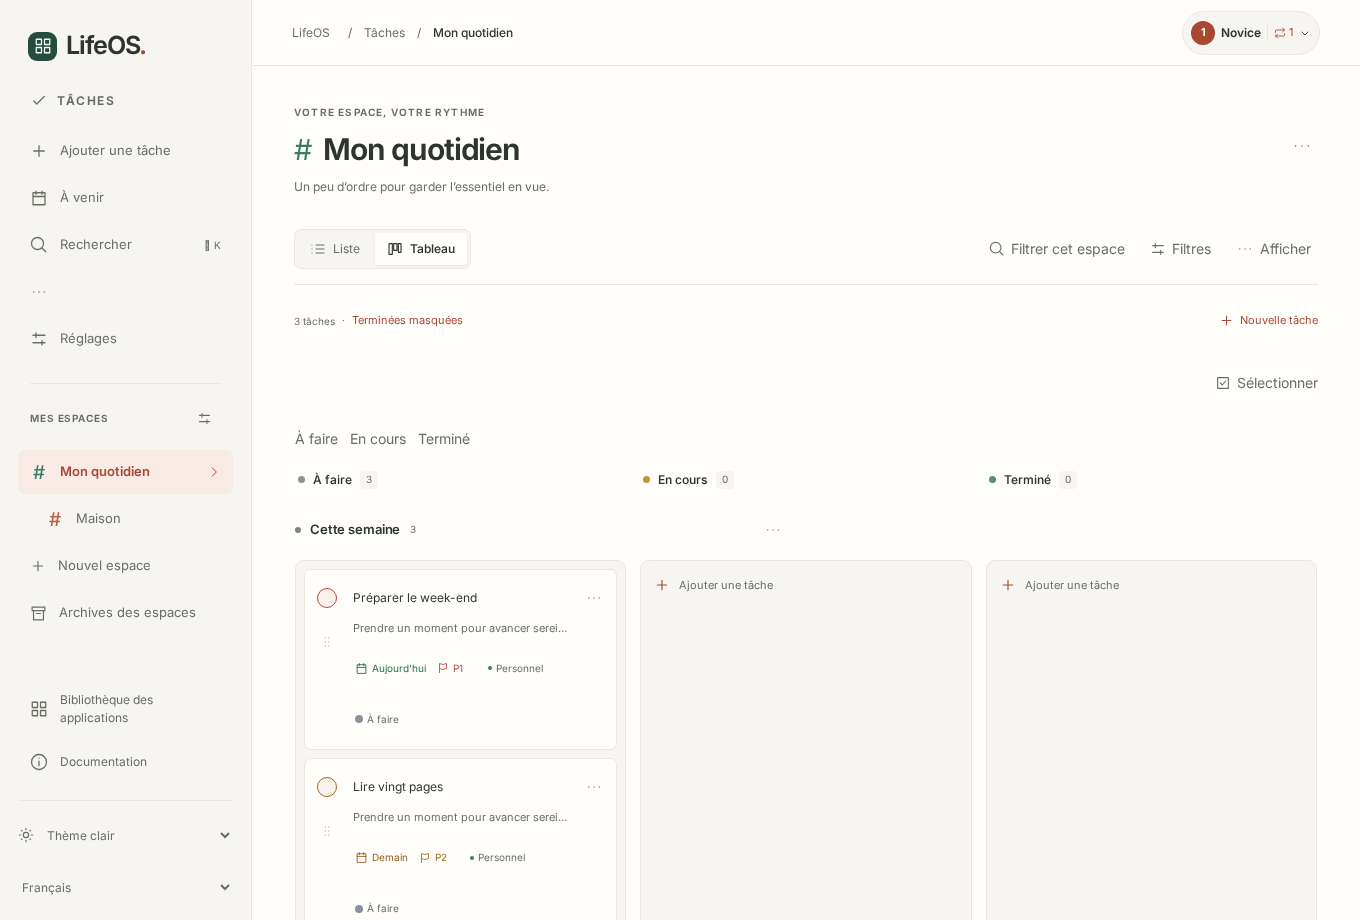 LifeOS.
TÂCHES
Ajouter une tâche
À venir
Rechercher
K
...
Réglages
MES ESPACES
# Mon quotidien
# Maison
Nouvel espace
Archives des espaces
Bibliothèque des
applications
Documentation
Thème clair
Français
LifeOS / Tâches / Mon quotidien
1 Novice 1
VOTRE ESPACE, VOTRE RYTHME
# Mon quotidien
...
Un peu d’ordre pour garder l’essentiel en vue.
Liste Tableau
Filtrer cet espace Filtres ... Afficher
3 tâches · Terminées masquées
Nouvelle tâche
Sélectionner
À faire En cours Terminé
À faire 3
En cours 0
Terminé 0
Cette semaine 3
...
Préparer le week-end ...
Prendre un moment pour avancer serei...
Aujourd’hui P1 • Personnel
À faire
Lire vingt pages ...
Prendre un moment pour avancer serei...
Demain P2 • Personnel
À faire
+ Ajouter une tâche
+ Ajouter une tâche